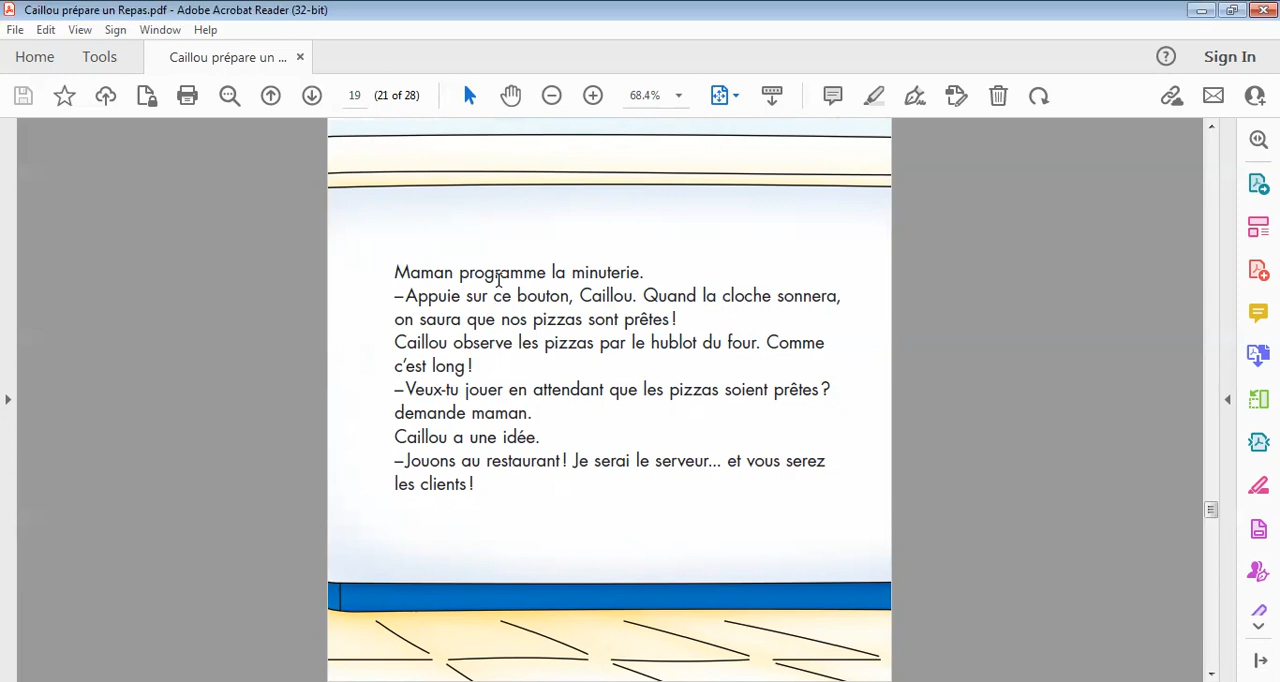 Caillou prépare un Repas.pdf - Adobe Acrobat Reader (32-bit)
File Edit View Sign Window Help
Home Tools Caillou prépare un ... × Sign In
19 (21 of 28) 68.4%
Maman programme la minuterie.
–Appuie sur ce bouton, Caillou. Quand la cloche sonnera,
on saura que nos pizzas sont prêtes !
Caillou observe les pizzas par le hublot du four. Comme
c’est long !
–Veux-tu jouer en attendant que les pizzas soient prêtes ?
demande maman.
Caillou a une idée.
–Jouons au restaurant ! Je serai le serveur... et vous serez
les clients !